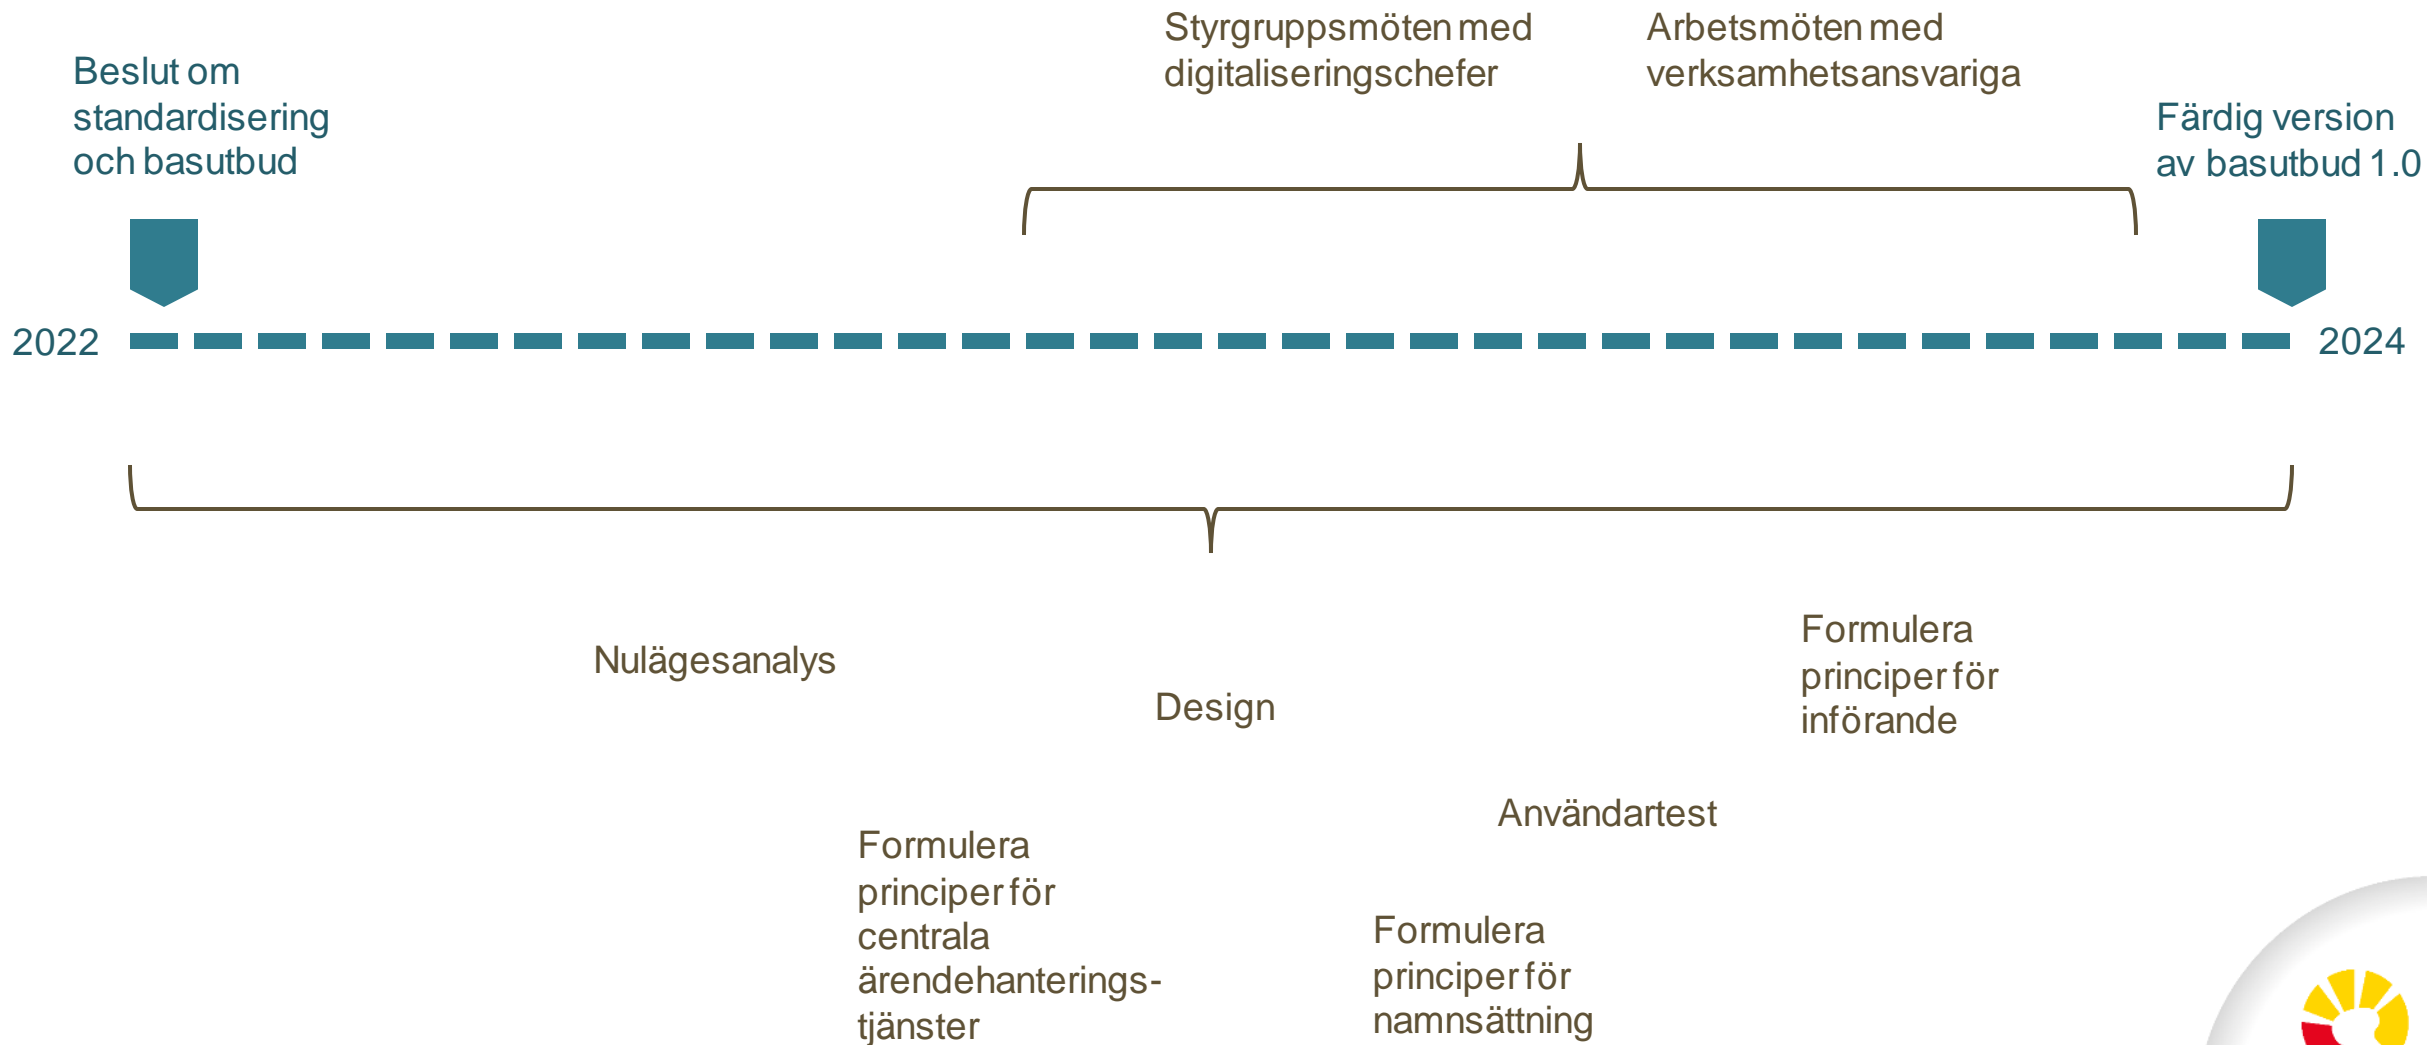 Styrgruppsmöten med
digitaliseringschefer
Arbetsmöten med
verksamhetsansvariga
Beslut om
standardisering
och basutbud
Färdig version
av basutbud 1.0
2022
2024
Nulägesanalys
Design
Formulera
principer för
införande
Användartest
Formulera
principer för
centrala
ärendehanterings-
tjänster
Formulera
principer för
namnsättning